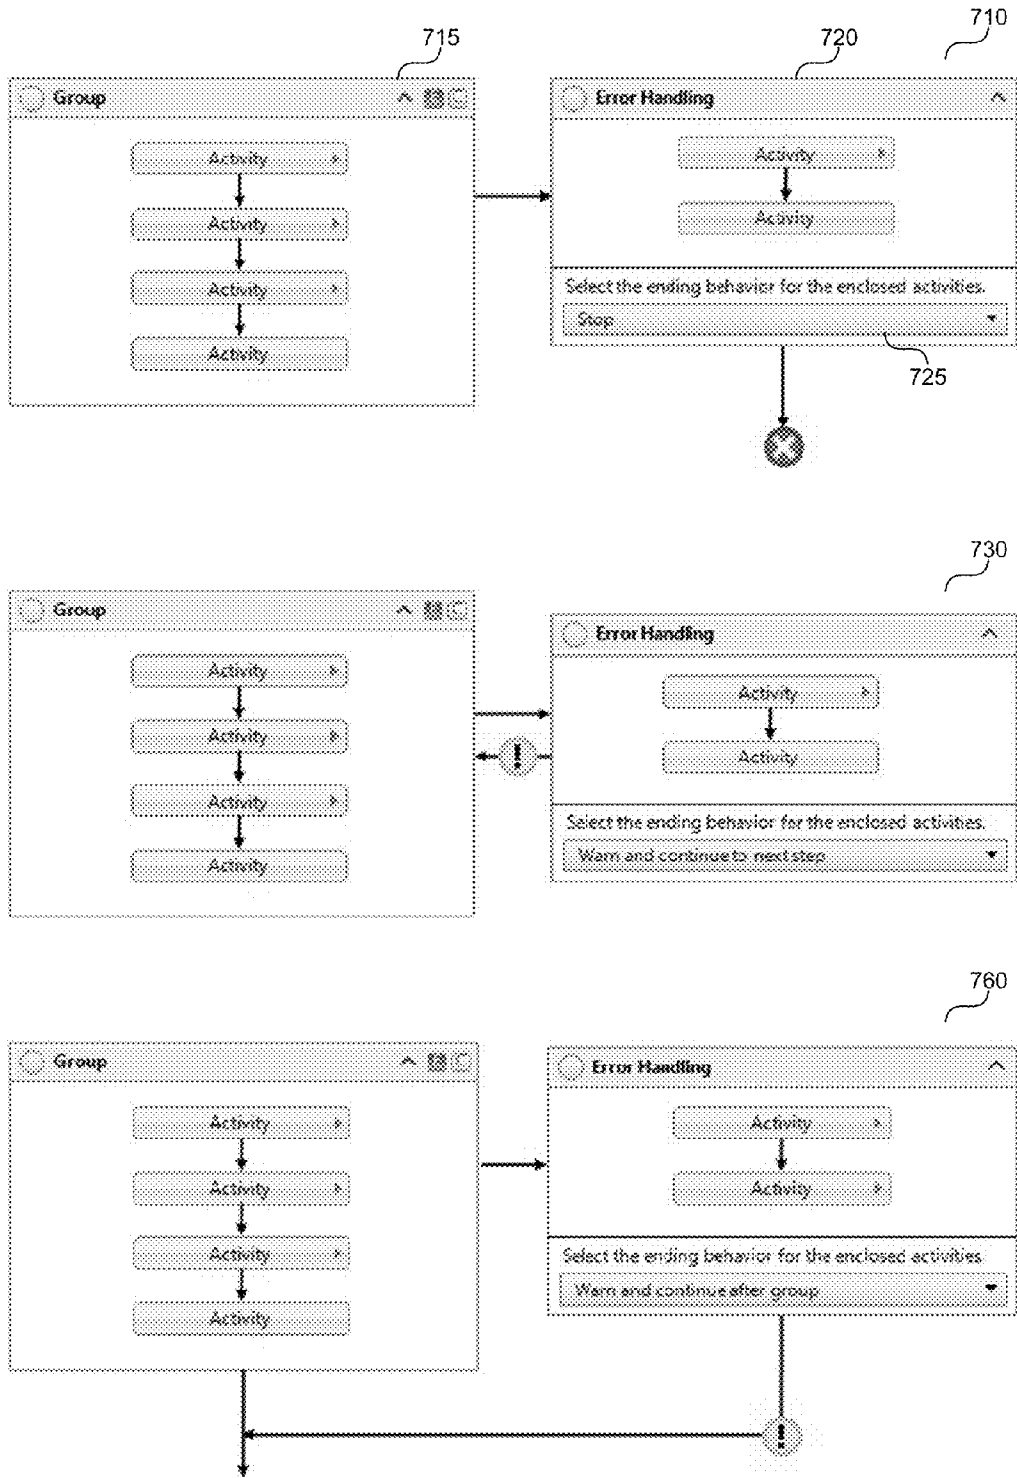 710
715
720
Group
Error Handling
Activity
Activity
Activity
Activity
Activity
Activity
Select the ending behavior for the enclosed activities.
Stop
725
730
Group
Error Handling
Activity
Activity
Activity
Activity
Activity
Activity
Select the ending behavior for the enclosed activities.
Warn and continue to next step
760
Group
Error Handling
Activity
Activity
Activity
Activity
Activity
Activity
Select the ending behavior for the enclosed activities
Warn and continue after group